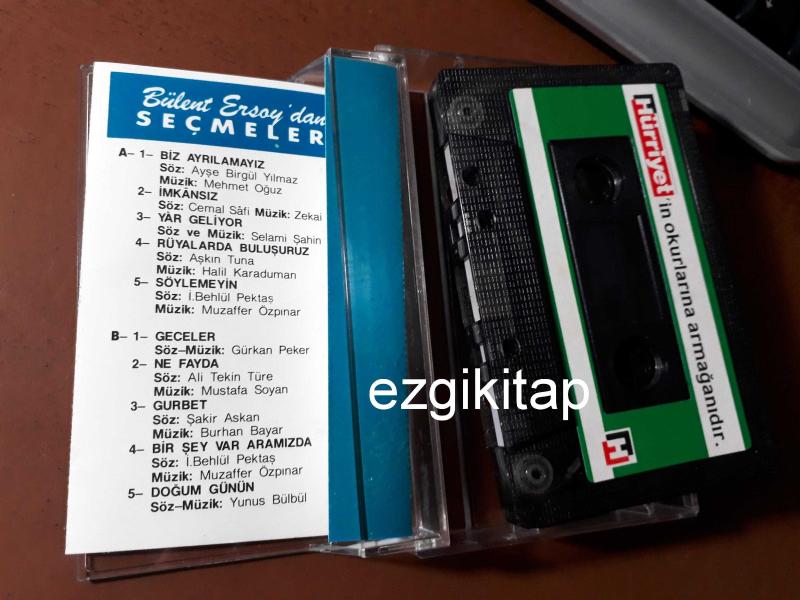 Bülent Ersoy'dan
SEÇMELER
A- 1- BİZ AYRILAMAYIZ
Söz: Ayşe Birgül Yılmaz
Müzik: Mehmet Oğuz
2- İMKÂNSIZ
Söz: Cemal Sâfi Müzik: Zekai
3- YÂR GELİYOR
Söz ve Müzik: Selami Şahin
4- RÜYALARDA BULUŞURUZ
Söz: Aşkın Tuna
Müzik: Halil Karaduman
5- SÖYLEMEYİN
Söz: İ.Behlül Pektaş
Müzik: Muzaffer Özpınar
B- 1- GECELER
Söz-Müzik: Gürkan Peker
2- NE FAYDA
Söz: Ali Tekin Türe
Müzik: Mustafa Soyan
3- GURBET
Söz: Şakir Askan
Müzik: Burhan Bayar
4- BİR ŞEY VAR ARAMIZDA
Söz: İ.Behlül Pektaş
Müzik: Muzaffer Özpınar
5- DOĞUM GÜNÜN
Söz-Müzik: Yunus Bülbül
Hürriyet'in okurlarına armağanıdır.
H
ezgikitap